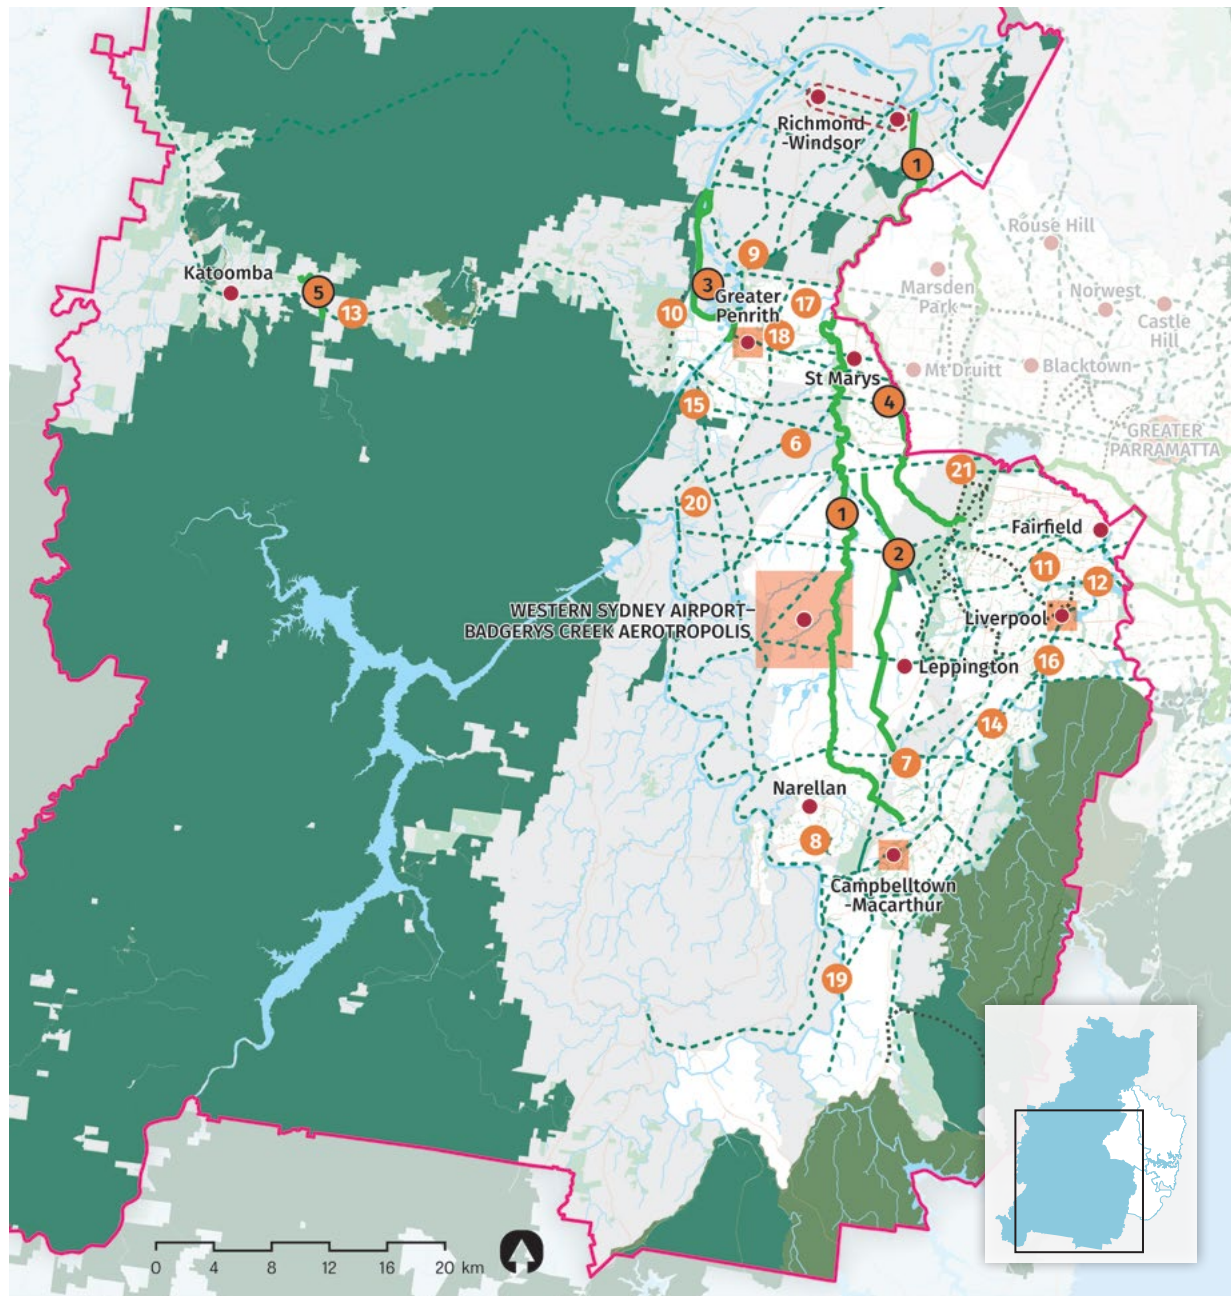 Richmond
-Windsor
1
Rouse Hill
9
Katoomba
5
13
3
Greater
Penrith
17
10
18
Marsden
Park
Norwest
Castle
Hill
St Marys
Mt Druitt
Blacktown
4
15
6
GREATER
PARRAMATTA
21
20
1
Fairfield
2
11
12
WESTERN SYDNEY AIRPORT–
BADGERYS CREEK AEROTROPOLIS
Liverpool
Leppington
16
14
7
Narellan
8
Campbelltown
-Macarthur
19
0 4 8 12 16 20 km